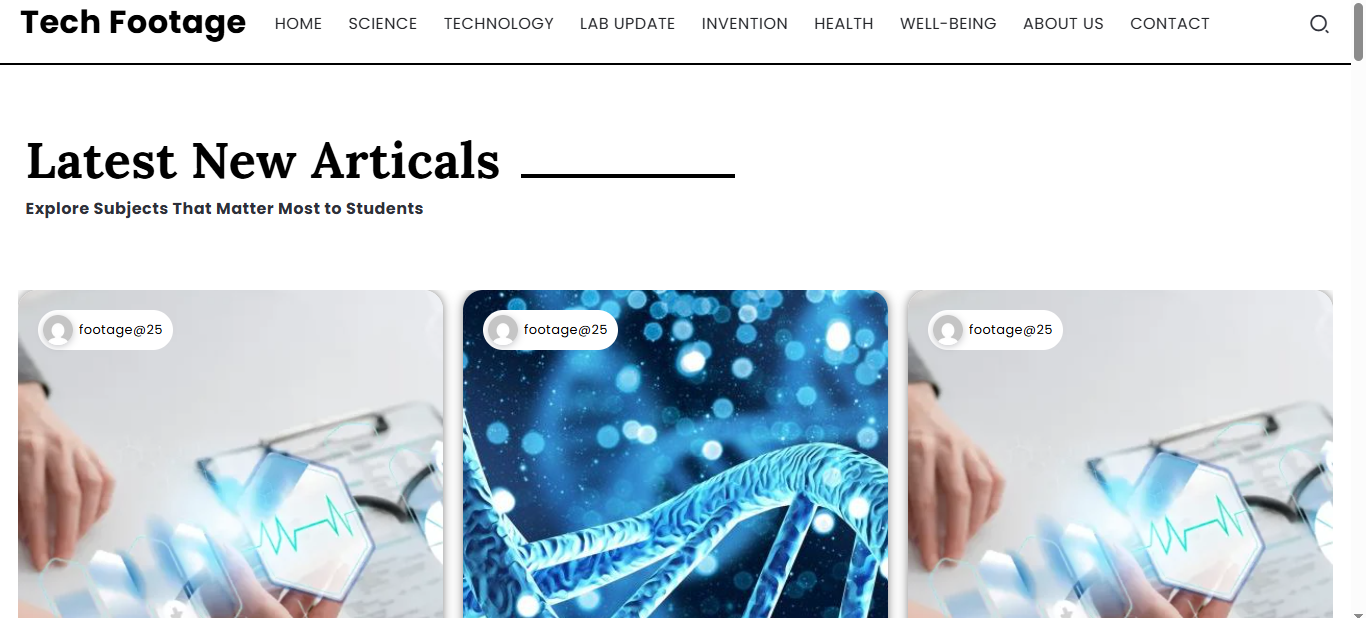 Tech Footage HOME SCIENCE TECHNOLOGY LAB UPDATE INVENTION HEALTH WELL-BEING ABOUT US CONTACT
Latest New Articals
Explore Subjects That Matter Most to Students
footage@25 footage@25 footage@25